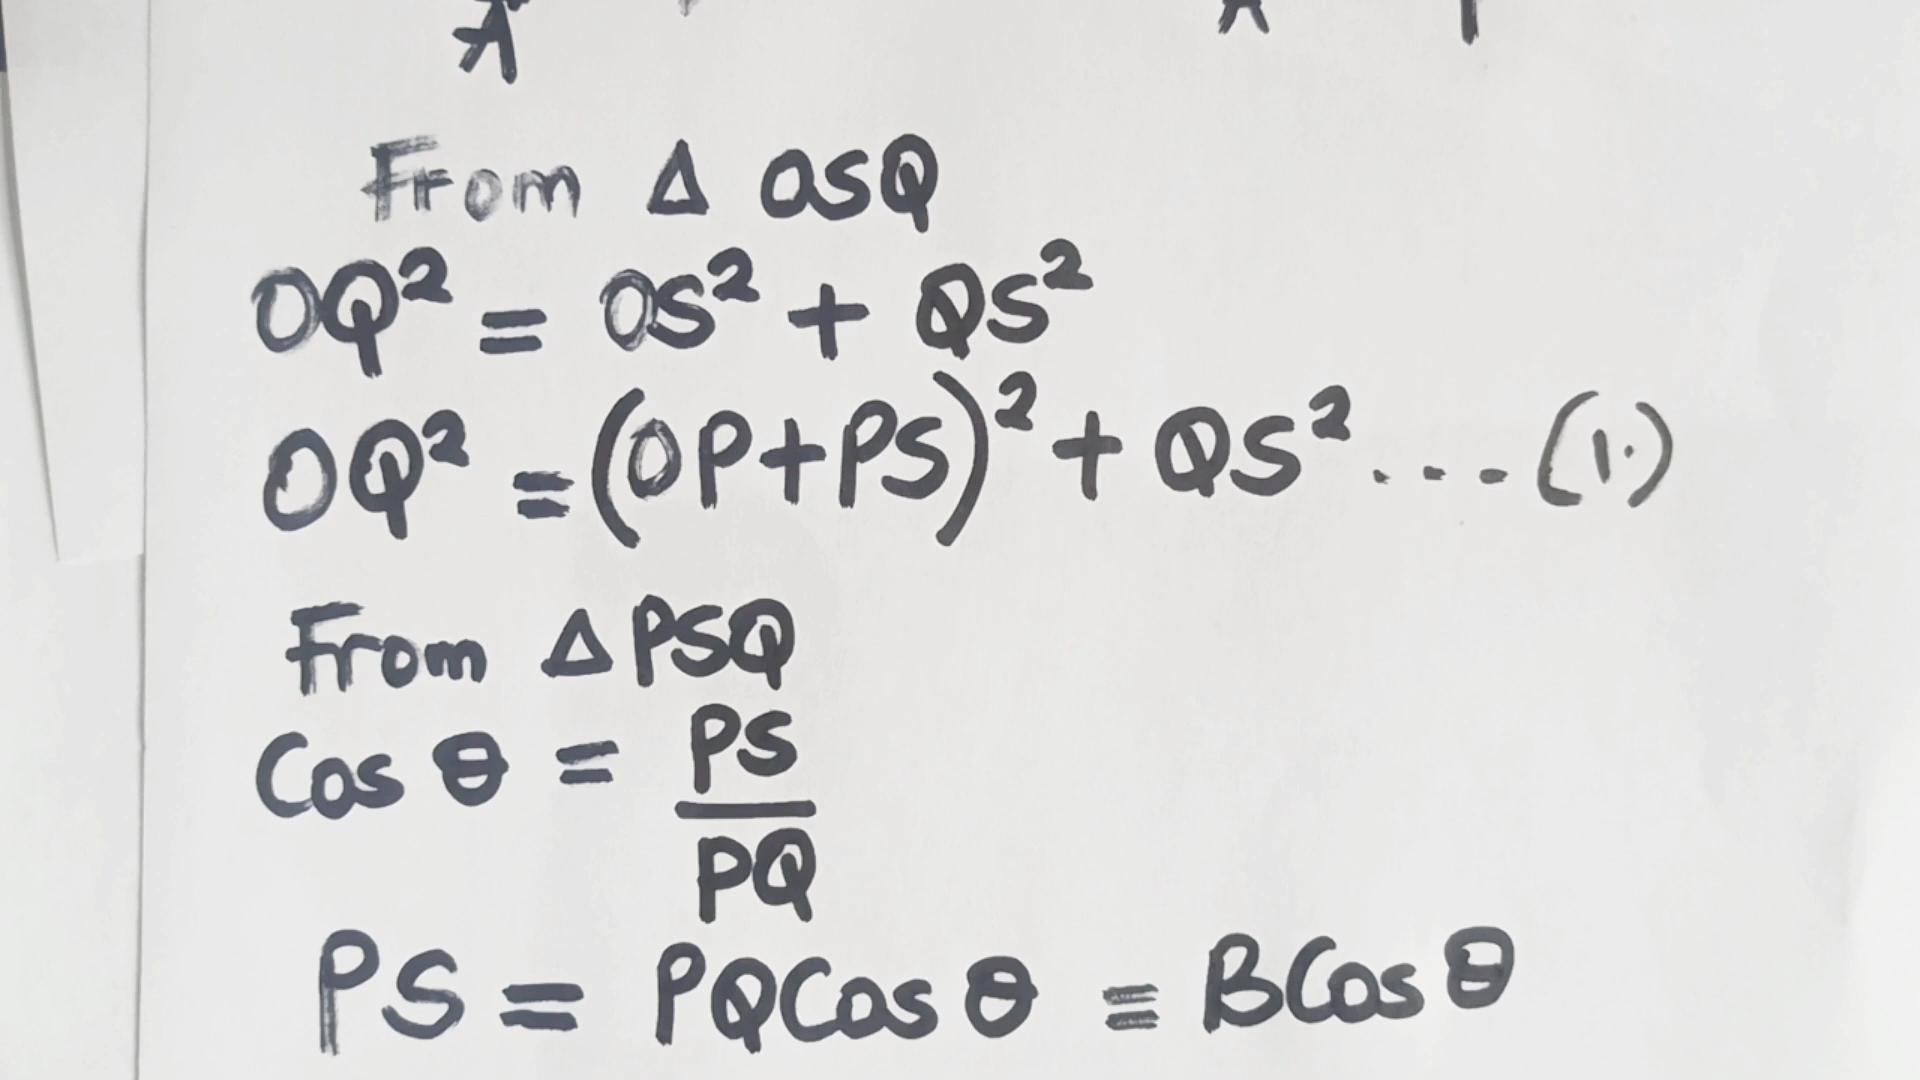 A A
From Δ OSQ
OQ² = OS² + QS²
OQ² = (OP+PS)² + QS² ... (1.)
From Δ PSQ
Cos θ = PS
PQ
PS = PQCos θ = BCos θ